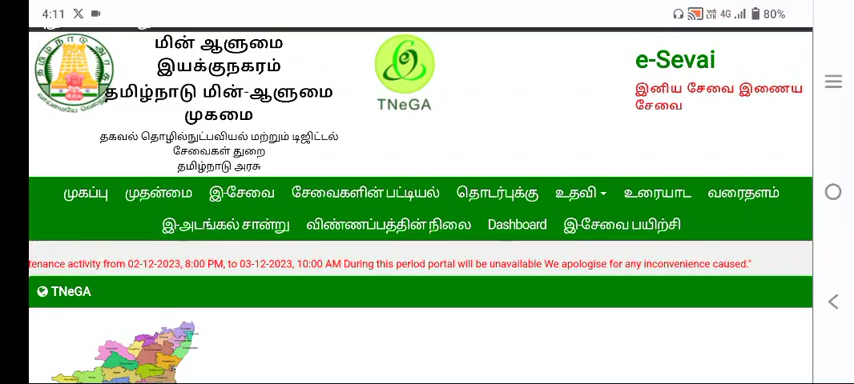 4:11 X
4G 80%
மின் ஆளுமை
இயக்குநகரம்
தமிழ்நாடு மின்-ஆளுமை
முகமை
தகவல் தொழில்நுட்பவியல் மற்றும் டிஜிட்டல்
சேவைகள் துறை
தமிழ்நாடு அரசு
TNeGA
e-Sevai
இனிய சேவை இணைய
சேவை
முகப்பு முதன்மை இ-சேவை சேவைகளின் பட்டியல் தொடர்புக்கு உதவி உரையாட வரைதளம்
இ-அடங்கல் சான்று விண்ணப்பத்தின் நிலை Dashboard இ-சேவை பயிற்சி
tenance activity from 02-12-2023, 8:00 PM, to 03-12-2023, 10:00 AM During this period portal will be unavailable We apologise for any inconvenience caused."
TNeGA